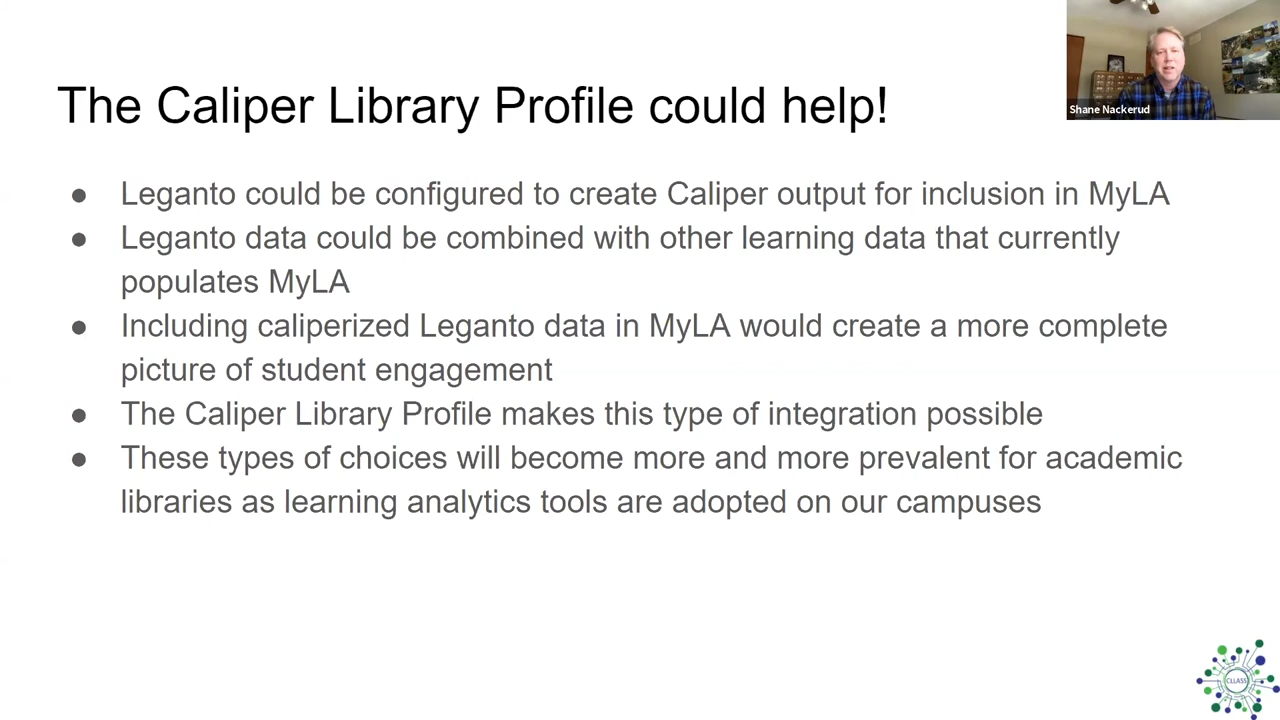 Shane Nackerud
The Caliper Library Profile could help!
● Leganto could be configured to create Caliper output for inclusion in MyLA
● Leganto data could be combined with other learning data that currently
populates MyLA
● Including caliperized Leganto data in MyLA would create a more complete
picture of student engagement
● The Caliper Library Profile makes this type of integration possible
● These types of choices will become more and more prevalent for academic
libraries as learning analytics tools are adopted on our campuses
CLLASS